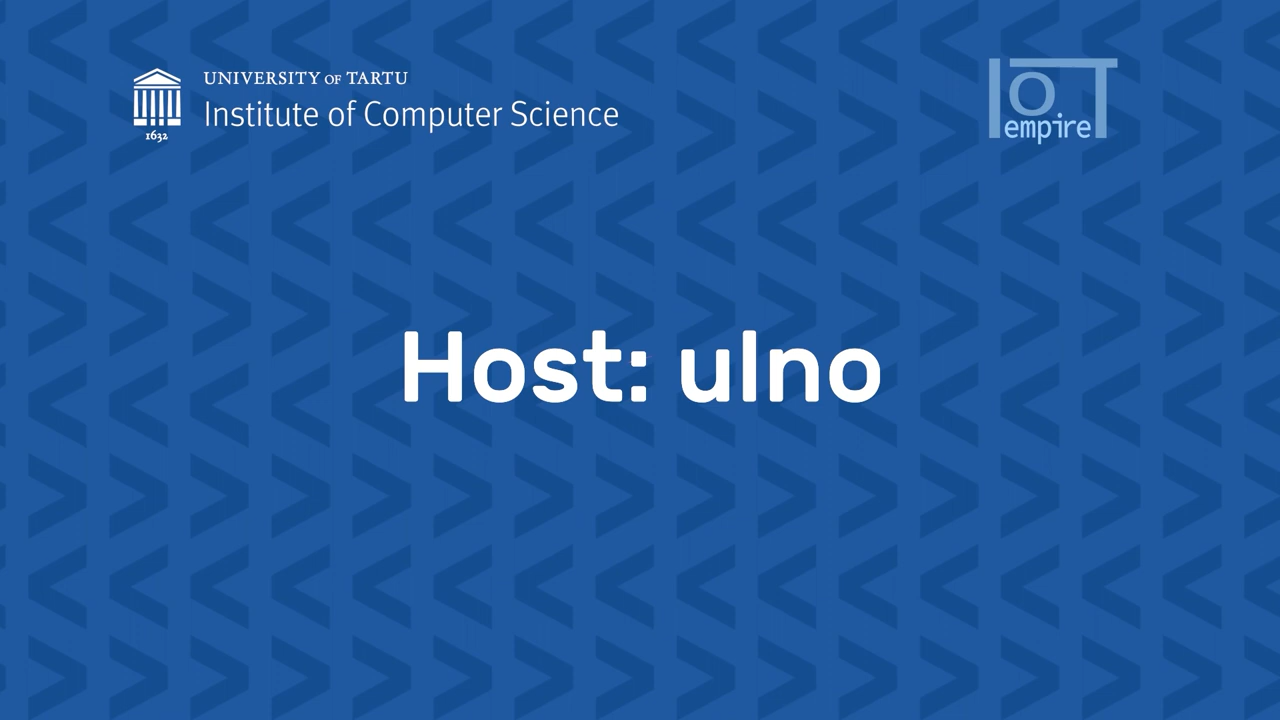 UNIVERSITY OF TARTU
Institute of Computer Science
1632
IoT
empire
Host: ulno